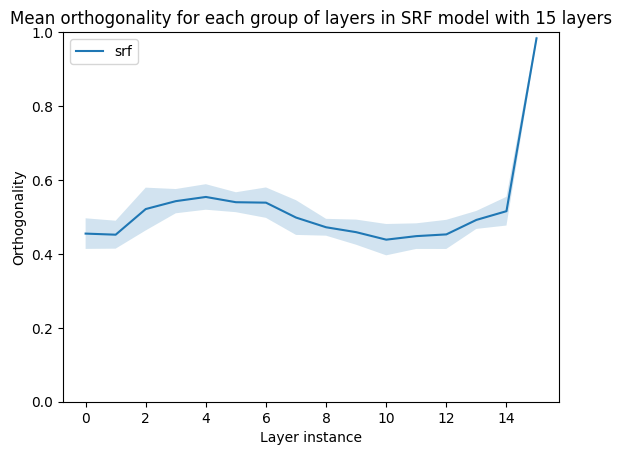 Mean orthogonality for each group of layers in SRF model with 15 layers
srf
1.0
0.8
0.6
0.4
0.2
0.0
Orthogonality
0 2 4 6 8 10 12 14
Layer instance